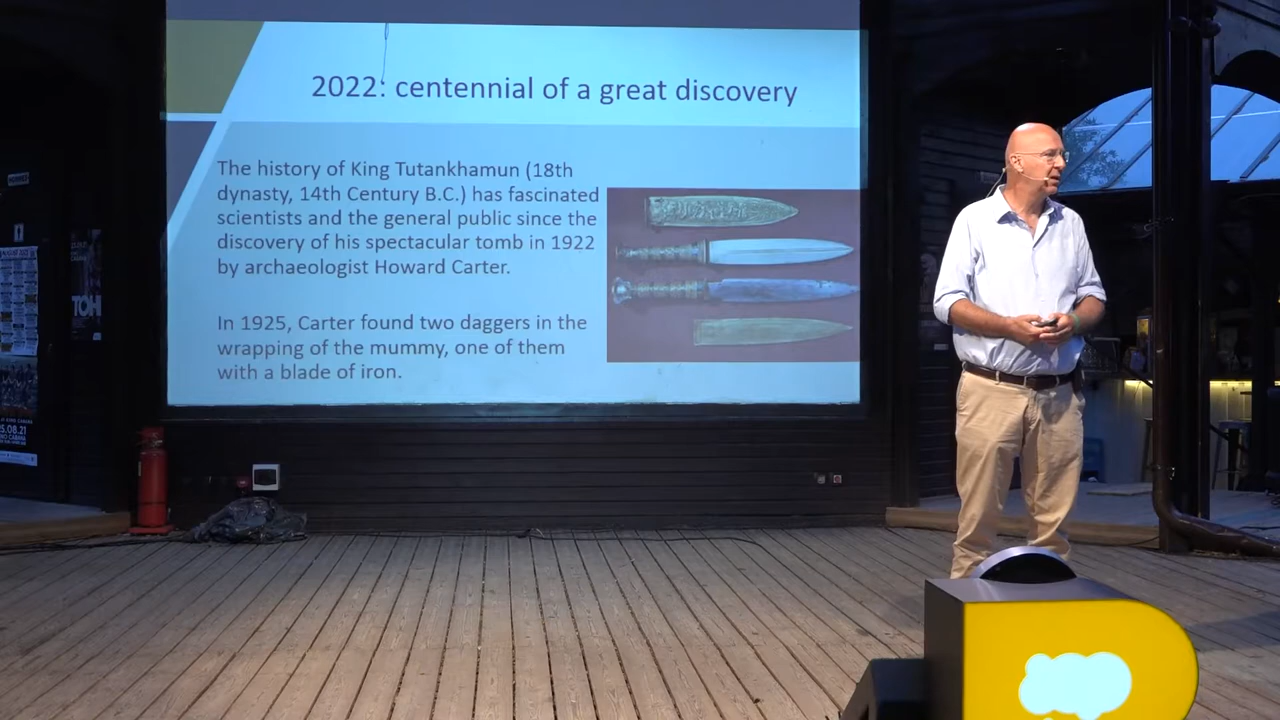 2022: centennial of a great discovery
The history of King Tutankhamun (18th
dynasty, 14th Century B.C.) has fascinated
scientists and the general public since the
discovery of his spectacular tomb in 1922
by archaeologist Howard Carter.
In 1925, Carter found two daggers in the
wrapping of the mummy, one of them
with a blade of iron.
TOH